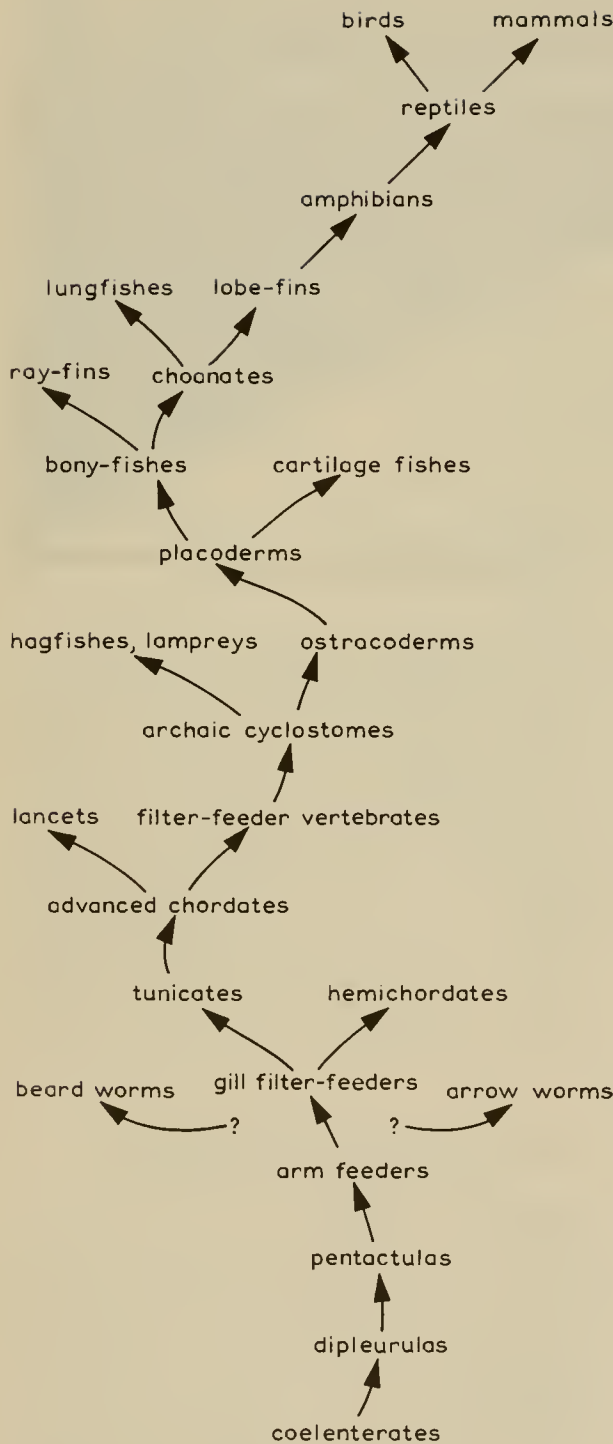 birds mammals
reptiles
amphibians
lungfishes lobe-fins
ray-fins choanates
bony-fishes cartilage fishes
placoderms
hagfishes, lampreys ostracoderms
archaic cyclostomes
lancets filter-feeder vertebrates
advanced chordates
tunicates hemichordates
beard worms gill filter-feeders arrow worms
? ?
arm feeders
pentactulas
dipleurulas
coelenterates